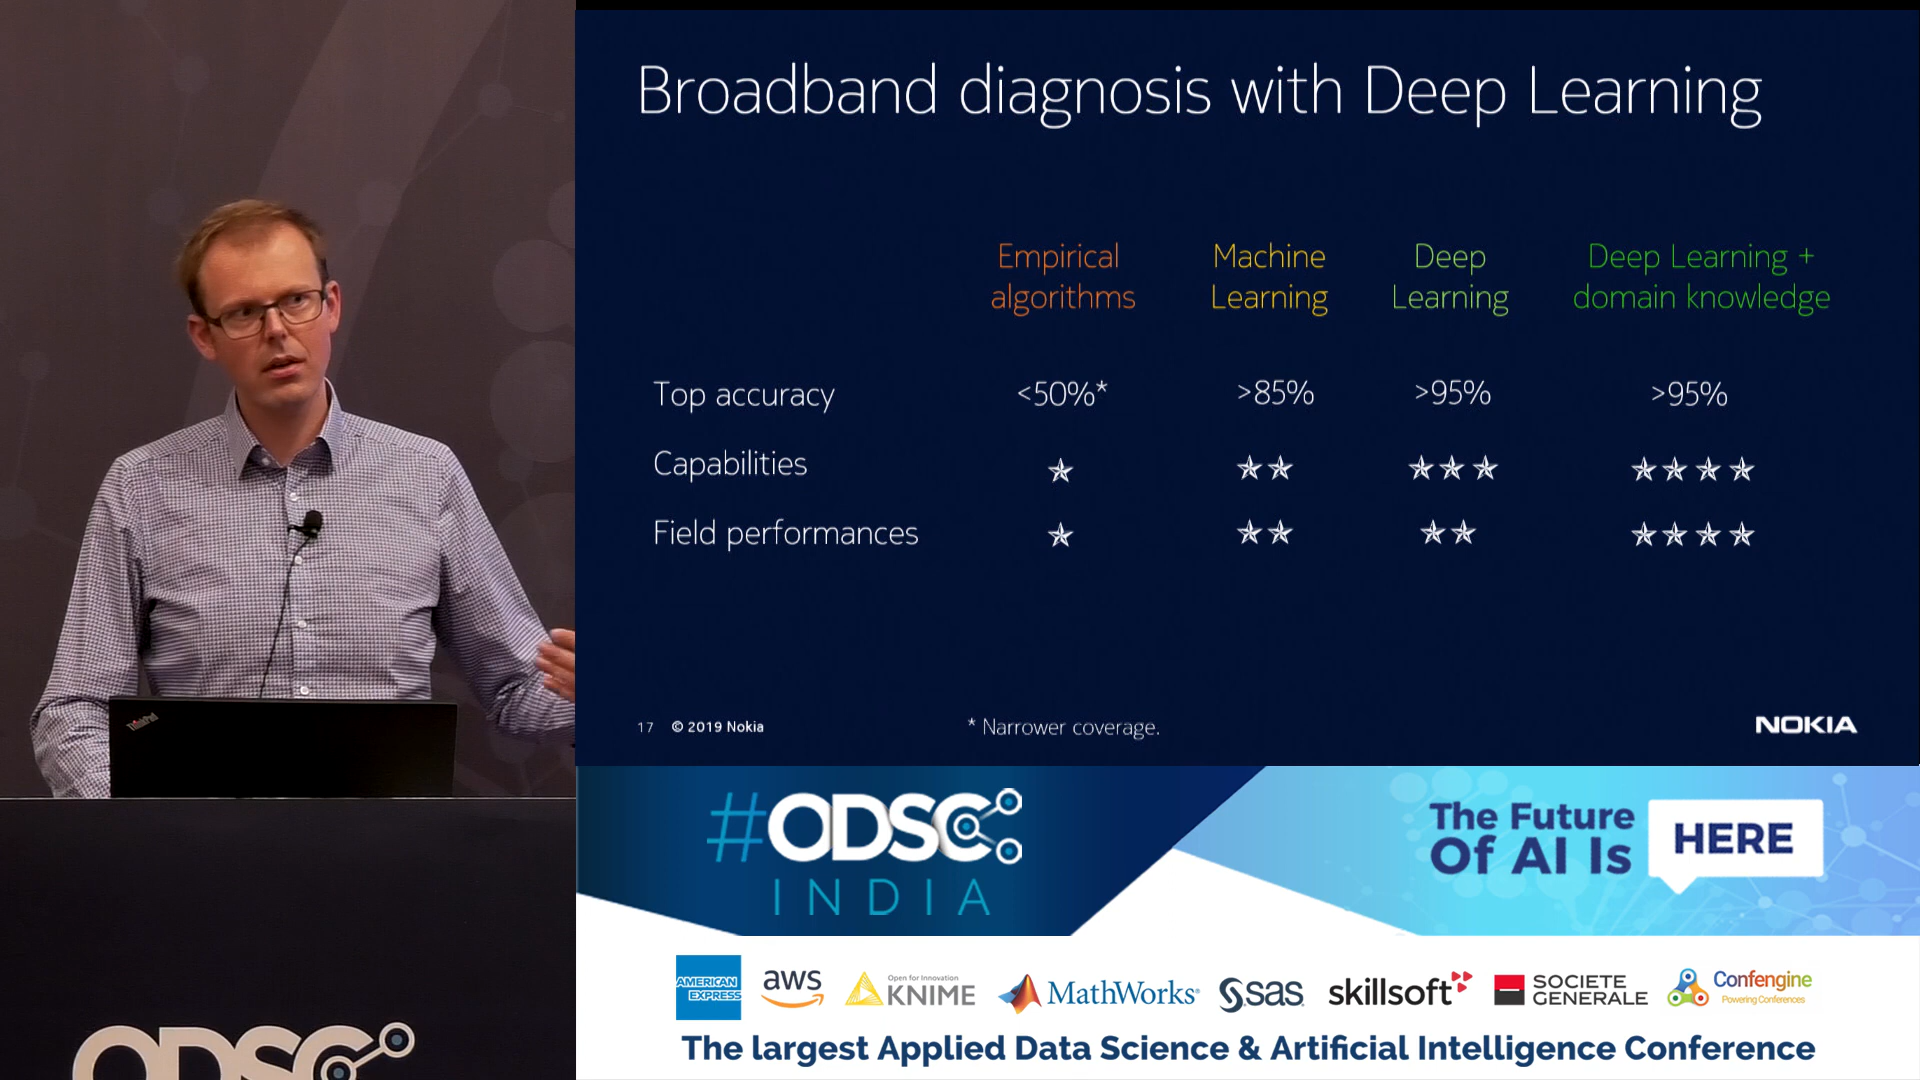 Broadband diagnosis with Deep Learning
Empirical algorithms
Machine Learning
Deep Learning
Deep Learning + domain knowledge
Top accuracy <50%* >85% >95% >95%
Capabilities
Field performances
17 © 2019 Nokia
* Narrower coverage.
NOKIA
ThinkPad
#ODSC
INDIA
The Future
Of AI Is
HERE
AMERICAN
EXPRESS
aws
Open for Innovation
KNIME
MathWorks®
sas
skillsoft
SOCIETE
GENERALE
Confengine
Powering Conferences
The largest Applied Data Science & Artificial Intelligence Conference
ODSC